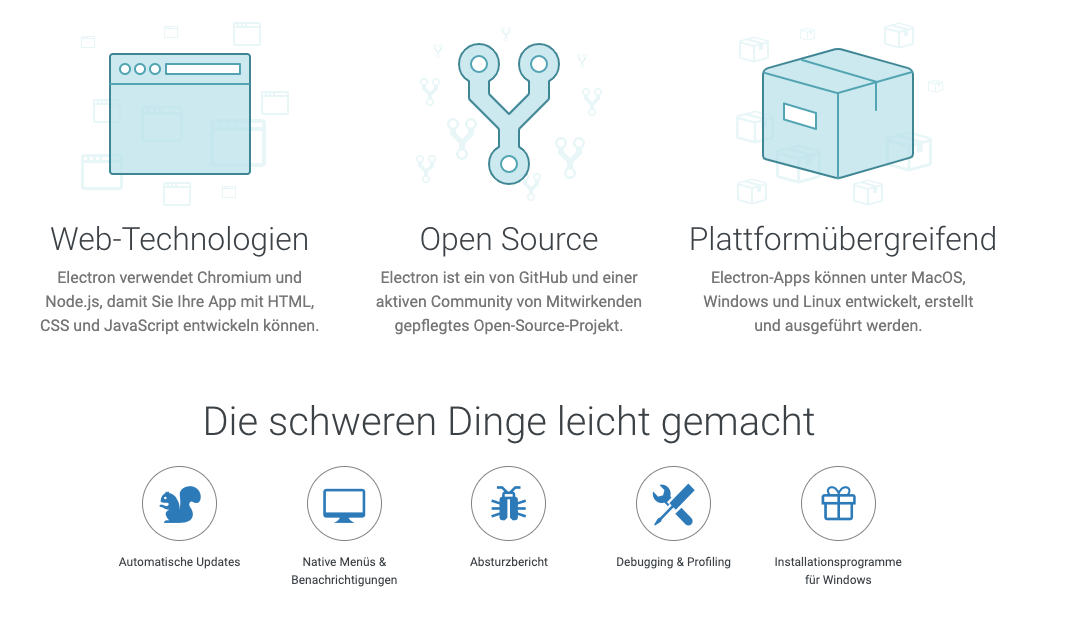 Web-Technologien
Electron verwendet Chromium und
Node.js, damit Sie Ihre App mit HTML,
CSS und JavaScript entwickeln können.
Open Source
Electron ist ein von GitHub und einer
aktiven Community von Mitwirkenden
gepflegtes Open-Source-Projekt.
Plattformübergreifend
Electron-Apps können unter MacOS,
Windows und Linux entwickelt, erstellt
und ausgeführt werden.
Die schweren Dinge leicht gemacht
Automatische Updates
Native Menüs &
Benachrichtigungen
Absturzbericht
Debugging & Profiling
Installationsprogramme
für Windows